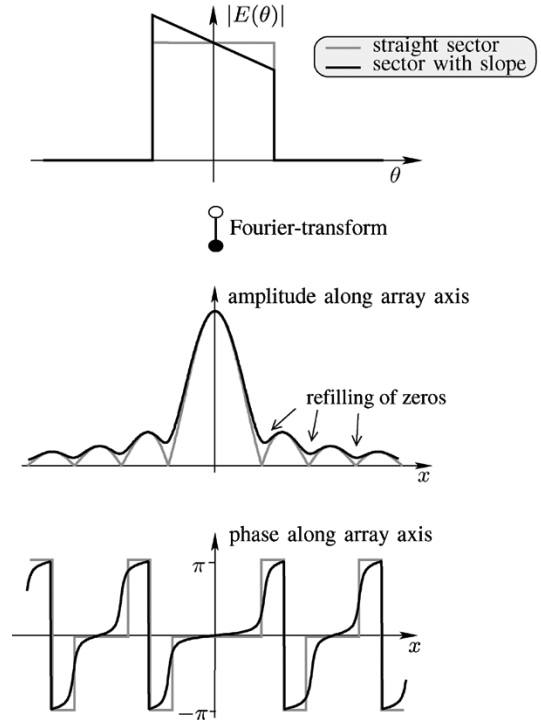 |E(θ)|
straight sector
sector with slope
θ
Fourier-transform
amplitude along array axis
refilling of zeros
x
phase along array axis
π
x
−π